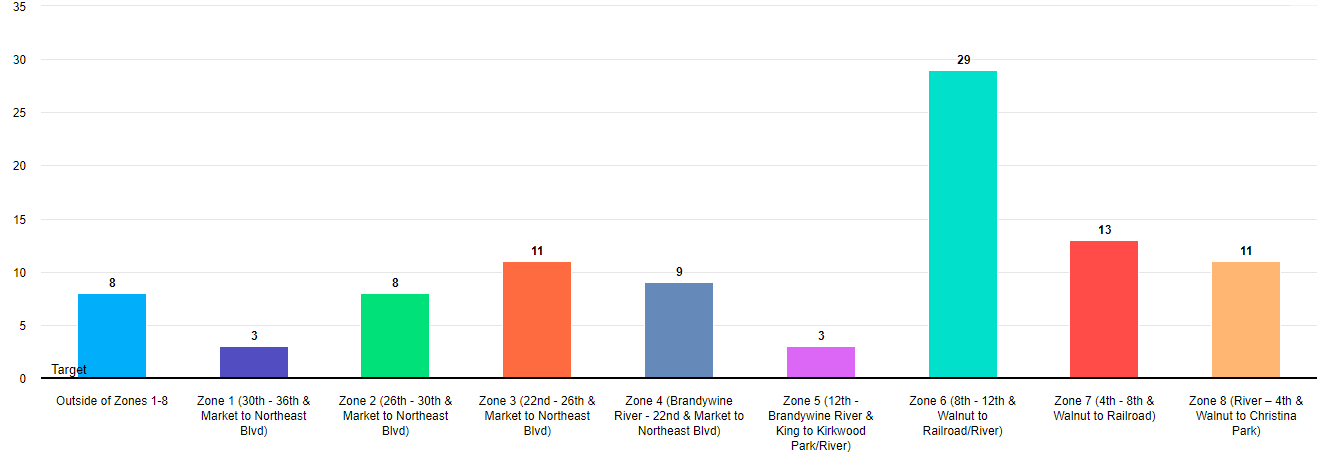 35
30
25
20
15
10
5
0
8
3
8
11
9
3
29
13
11
Target
Outside of Zones 1-8
Zone 1 (30th - 36th &
Market to Northeast
Blvd)
Zone 2 (26th - 30th &
Market to Northeast
Blvd)
Zone 3 (22nd - 26th &
Market to Northeast
Blvd)
Zone 4 (Brandywine
River - 22nd & Market to
Northeast Blvd)
Zone 5 (12th -
Brandywine River &
King to Kirkwood
Park/River)
Zone 6 (8th - 12th &
Walnut to
Railroad/River)
Zone 7 (4th - 8th &
Walnut to Railroad)
Zone 8 (River – 4th &
Walnut to Christina
Park)